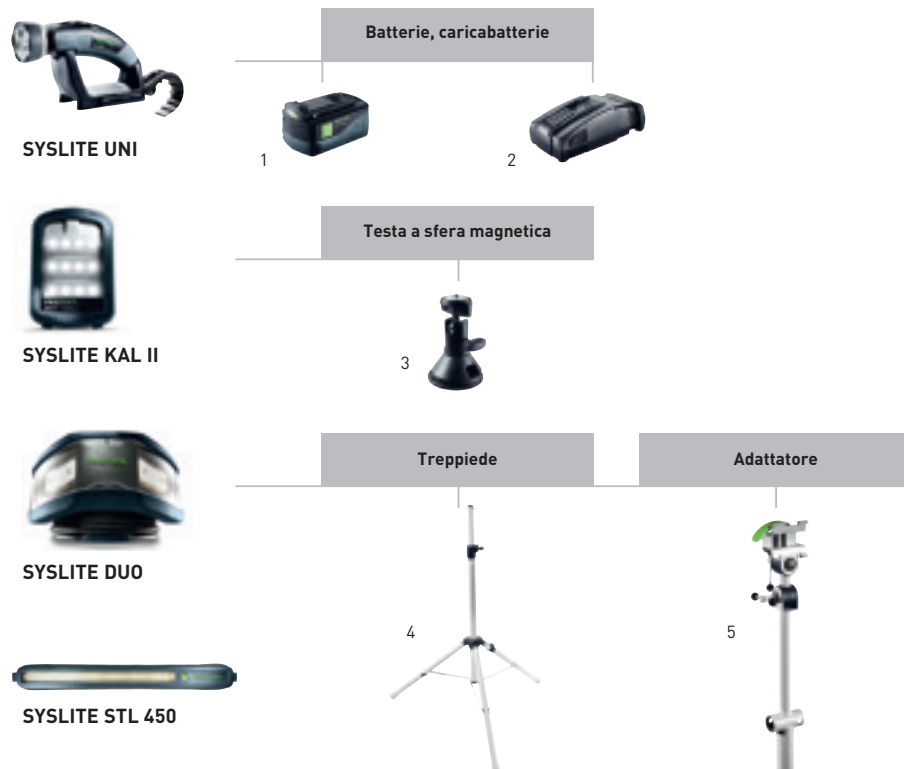 Batterie, caricabatterie
SYSLITE UNI
1
2
Testa a sfera magnetica
SYSLITE KAL II
3
Treppiede
Adattatore
SYSLITE DUO
4
5
SYSLITE STL 450